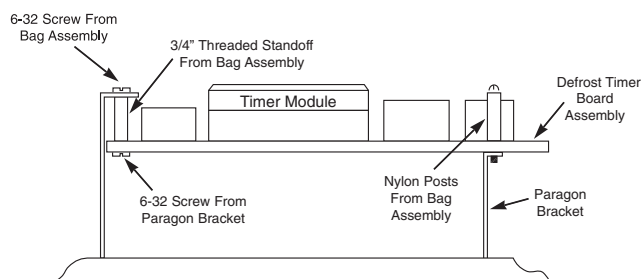 6-32 Screw From
Bag Assembly
3/4" Threaded Standoff
From Bag Assembly
Timer Module
Defrost Timer
Board
Assembly
6-32 Screw From
Paragon Bracket
Nylon Posts
From Bag
Assembly
Paragon
Bracket